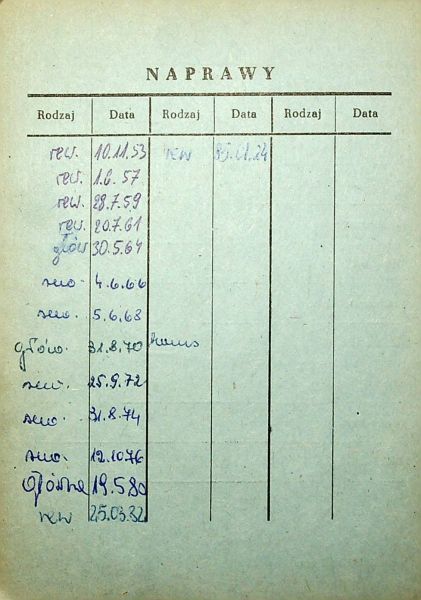 NAPRAWY
Rodzaj Data Rodzaj Data Rodzaj Data
rew. 10.11.53 rew
rew. 1.6.57
rew. 28.7.59
rew. 20.7.61
głów 30.5.64
rew. 4.6.66
rew. 5.6.68
główn. 31.8.70
rew. 25.9.72
rew. 31.8.74
rew. 12.10.76
główna 19.5.80
rew 25.03.82